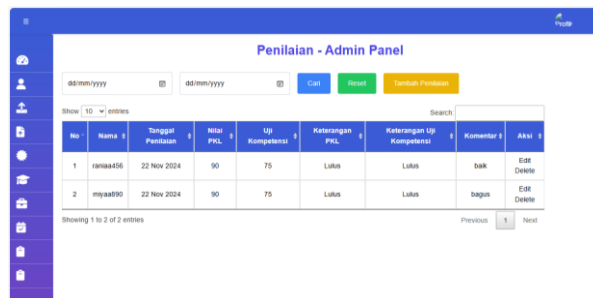 Profile
Penilaian - Admin Panel
dd/mm/yyyy dd/mm/yyyy Cari Reset Tambah Penilaian
Show 10 entries Search:
No Nama Tanggal Penilaian Nilai PKL Uji Kompetensi Keterangan PKL Keterangan Uji Kompetensi Komentar Aksi
1 raniaa456 22 Nov 2024 90 75 Lulus Lulus baik Edit Delete
2 miyaa890 22 Nov 2024 90 75 Lulus Lulus bagus Edit Delete
Showing 1 to 2 of 2 entries Previous 1 Next